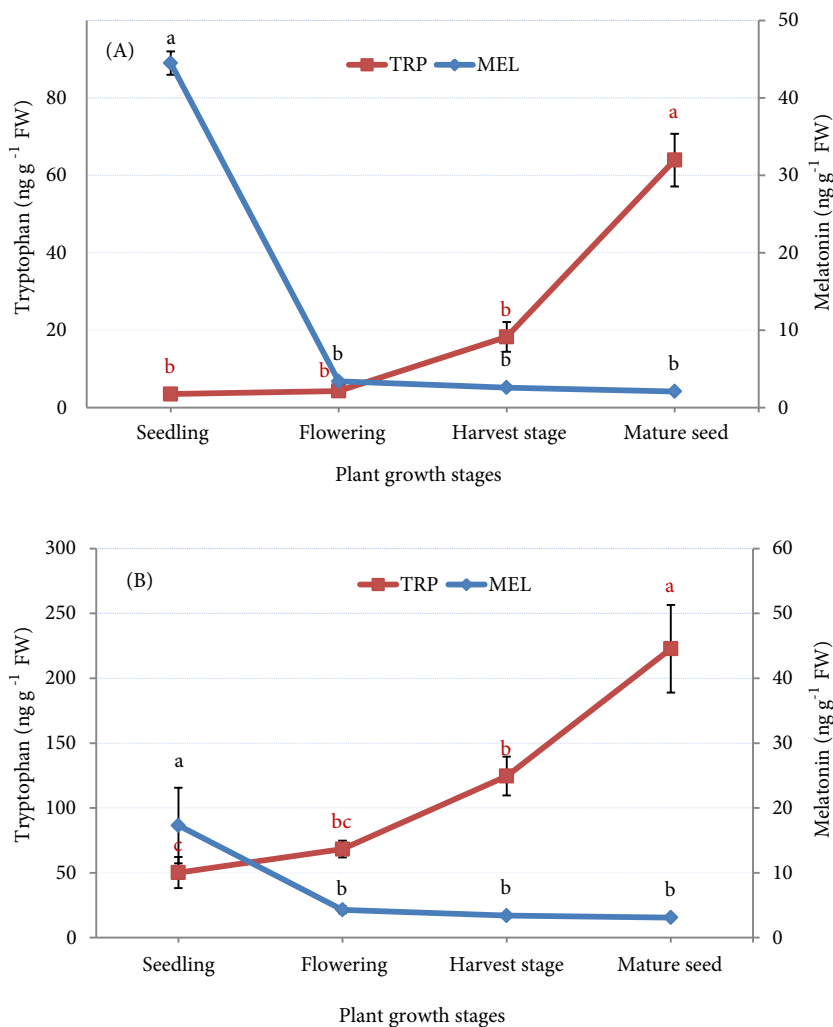 (A)
TRP MEL
a
b
b
b
a
b
b
b
Tryptophan (ng g⁻¹ FW)
80
60
40
20
0
Melatonin (ng g⁻¹ FW)
50
40
30
20
10
0
Seedling Flowering Harvest stage Mature seed
Plant growth stages
(B)
TRP MEL
a
c
bc
b
a
b
b
b
Tryptophan (ng g⁻¹ FW)
300
250
200
150
100
50
0
Melatonin (ng g⁻¹ FW)
60
50
40
30
20
10
0
Seedling Flowering Harvest stage Mature seed
Plant growth stages